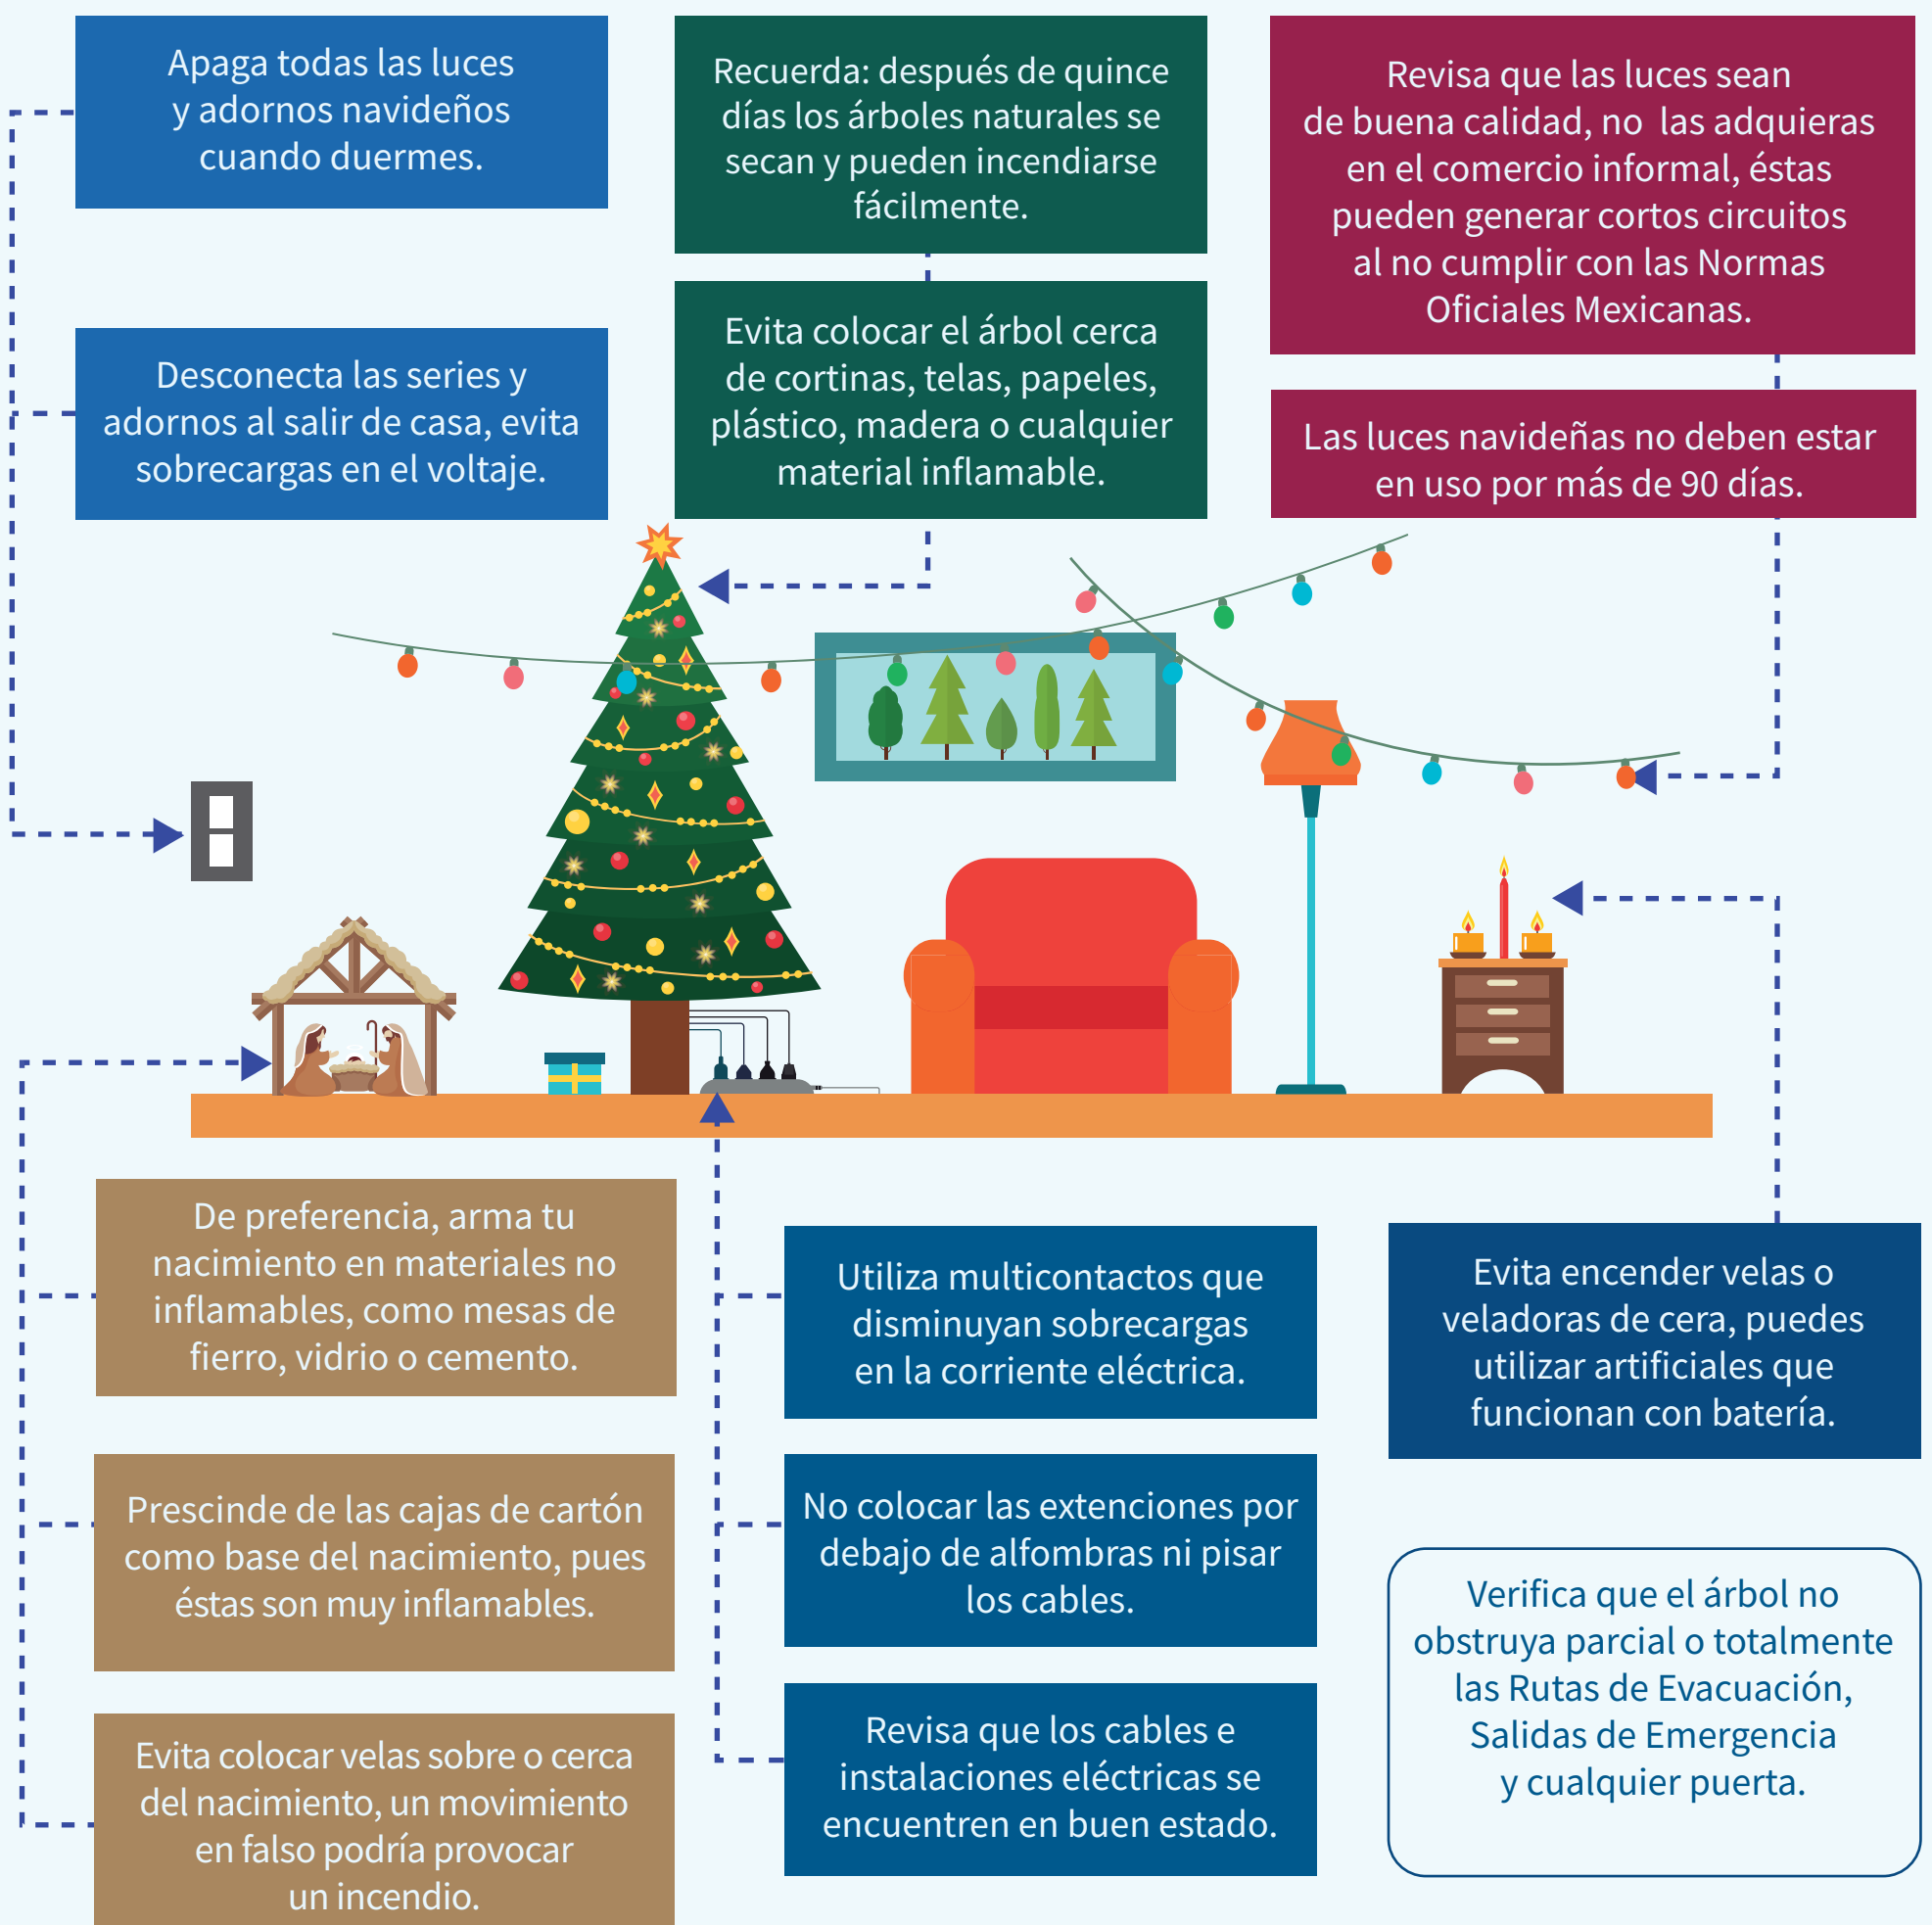 Apaga todas las luces
y adornos navideños
cuando duermes.
Desconecta las series y
adornos al salir de casa, evita
sobrecargas en el voltaje.
Recuerda: después de quince
días los árboles naturales se
secan y pueden incendiarse
fácilmente.
Evita colocar el árbol cerca
de cortinas, telas, papeles,
plástico, madera o cualquier
material inflamable.
Revisa que las luces sean
de buena calidad, no  las adquieras
en el comercio informal, éstas
pueden generar cortos circuitos
al no cumplir con las Normas
Oficiales Mexicanas.
Las luces navideñas no deben estar
en uso por más de 90 días.
De preferencia, arma tu
nacimiento en materiales no
inflamables, como mesas de
fierro, vidrio o cemento.
Prescinde de las cajas de cartón
como base del nacimiento, pues
éstas son muy inflamables.
Evita colocar velas sobre o cerca
del nacimiento, un movimiento
en falso podría provocar
un incendio.
Utiliza multicontactos que
disminuyan sobrecargas
en la corriente eléctrica.
No colocar las extenciones por
debajo de alfombras ni pisar
los cables.
Revisa que los cables e
instalaciones eléctricas se
encuentren en buen estado.
Evita encender velas o
veladoras de cera, puedes
utilizar artificiales que
funcionan con batería.
Verifica que el árbol no
obstruya parcial o totalmente
las Rutas de Evacuación,
Salidas de Emergencia
y cualquier puerta.